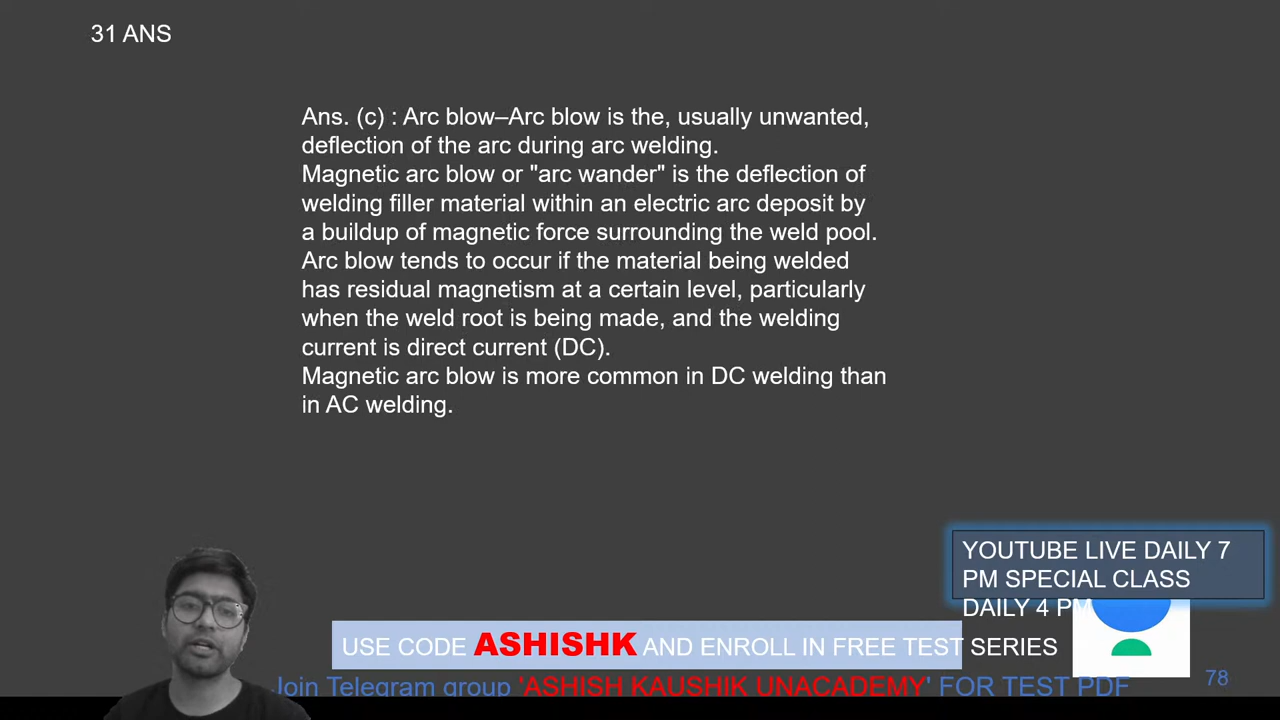 31 ANS
Ans. (c) : Arc blow–Arc blow is the, usually unwanted,
deflection of the arc during arc welding.
Magnetic arc blow or "arc wander" is the deflection of
welding filler material within an electric arc deposit by
a buildup of magnetic force surrounding the weld pool.
Arc blow tends to occur if the material being welded
has residual magnetism at a certain level, particularly
when the weld root is being made, and the welding
current is direct current (DC).
Magnetic arc blow is more common in DC welding than
in AC welding.
YOUTUBE LIVE DAILY 7
PM SPECIAL CLASS
DAILY 4 PM
USE CODE ASHISHK AND ENROLL IN FREE TEST SERIES
Join Telegram group 'ASHISH KAUSHIK UNACADEMY' FOR TEST PDF
78